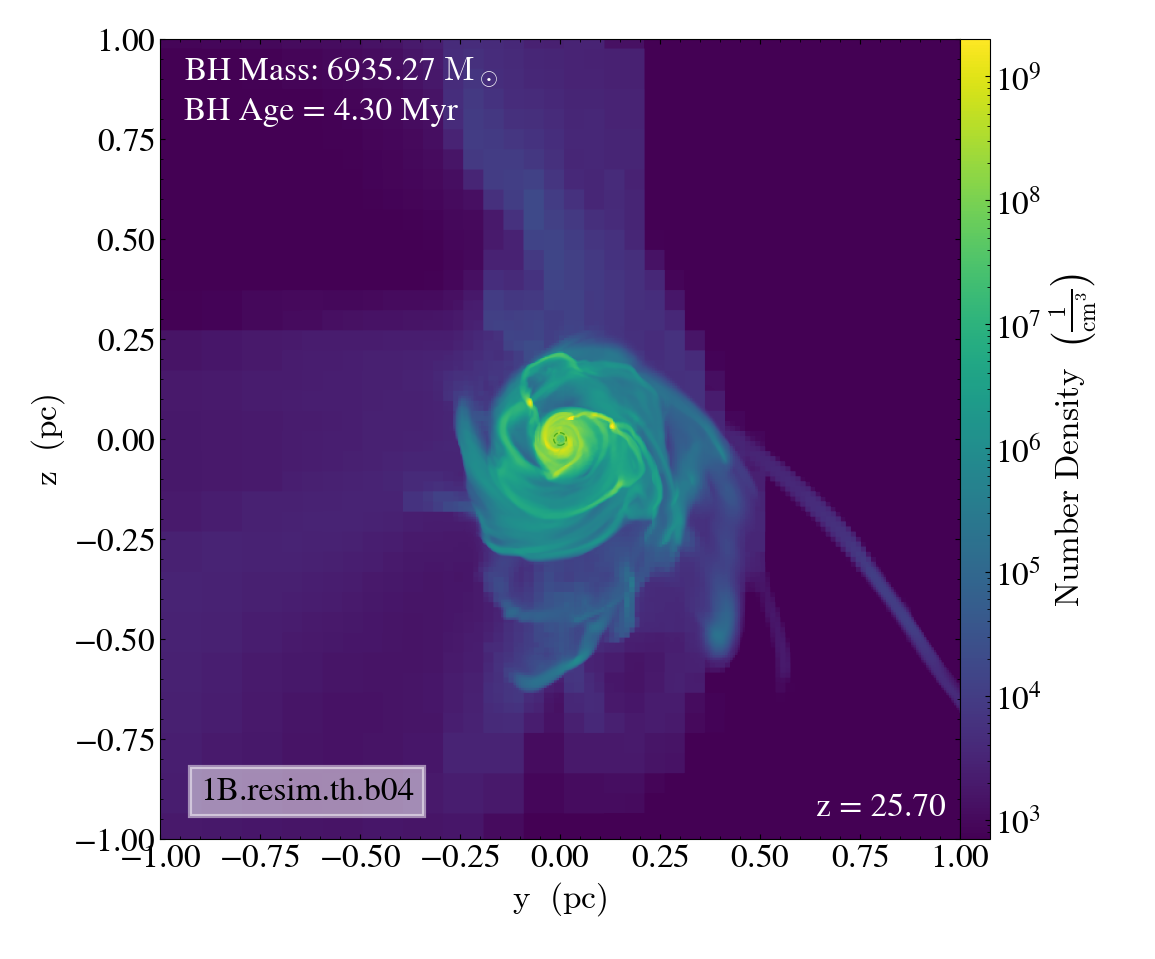 BH Mass: 6935.27 M⊙
BH Age = 4.30 Myr
1B.resim.th.b04
z = 25.70
1.00
0.75
0.50
0.25
0.00
−0.25
−0.50
−0.75
−1.00
z (pc)
−1.00 −0.75 −0.50 −0.25 0.00 0.25 0.50 0.75 1.00
y (pc)
10⁹
10⁸
10⁷
10⁶
10⁵
10⁴
10³
Number Density (1/cm³)